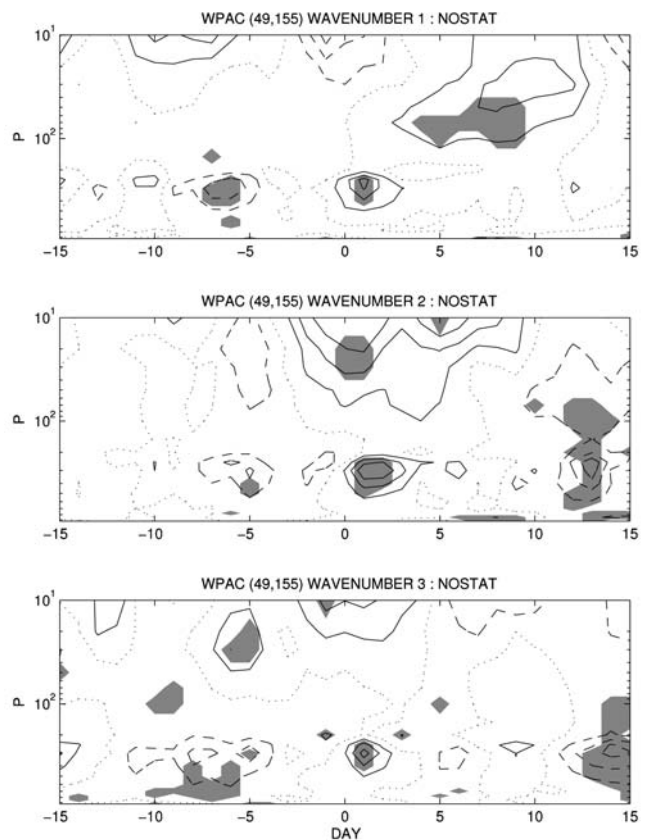 WPAC (49,155) WAVENUMBER 1 : NOSTAT
10¹
P
10²
−15 −10 −5 0 5 10 15
WPAC (49,155) WAVENUMBER 2 : NOSTAT
10¹
P
10²
−15 −10 −5 0 5 10 15
WPAC (49,155) WAVENUMBER 3 : NOSTAT
10¹
P
10²
−15 −10 −5 0 5 10 15
DAY